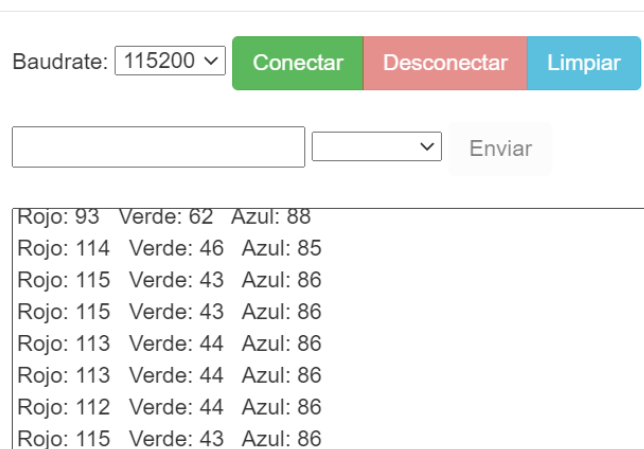 Baudrate: 115200 Conectar Desconectar Limpiar
Enviar
Rojo: 93 Verde: 62 Azul: 88
Rojo: 114 Verde: 46 Azul: 85
Rojo: 115 Verde: 43 Azul: 86
Rojo: 115 Verde: 43 Azul: 86
Rojo: 113 Verde: 44 Azul: 86
Rojo: 113 Verde: 44 Azul: 86
Rojo: 112 Verde: 44 Azul: 86
Rojo: 115 Verde: 43 Azul: 86